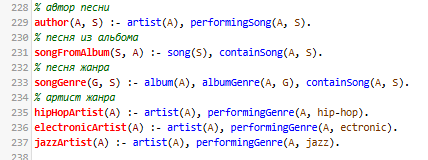 228 % автор песни
229 author(A, S) :- artist(A), performingSong(A, S).
230 % песня из альбома
231 songFromAlbum(S, A) :- song(S), containSong(A, S).
232 % песня жанра
233 songGenre(G, S) :- album(A), albumGenre(A, G), containSong(A, S).
234 % артист жанра
235 hipHopArtist(A) :- artist(A), performingGenre(A, hip-hop).
236 electronicArtist(A) :- artist(A), performingGenre(A, ectronic).
237 jazzArtist(A) :- artist(A), performingGenre(A, jazz).
238